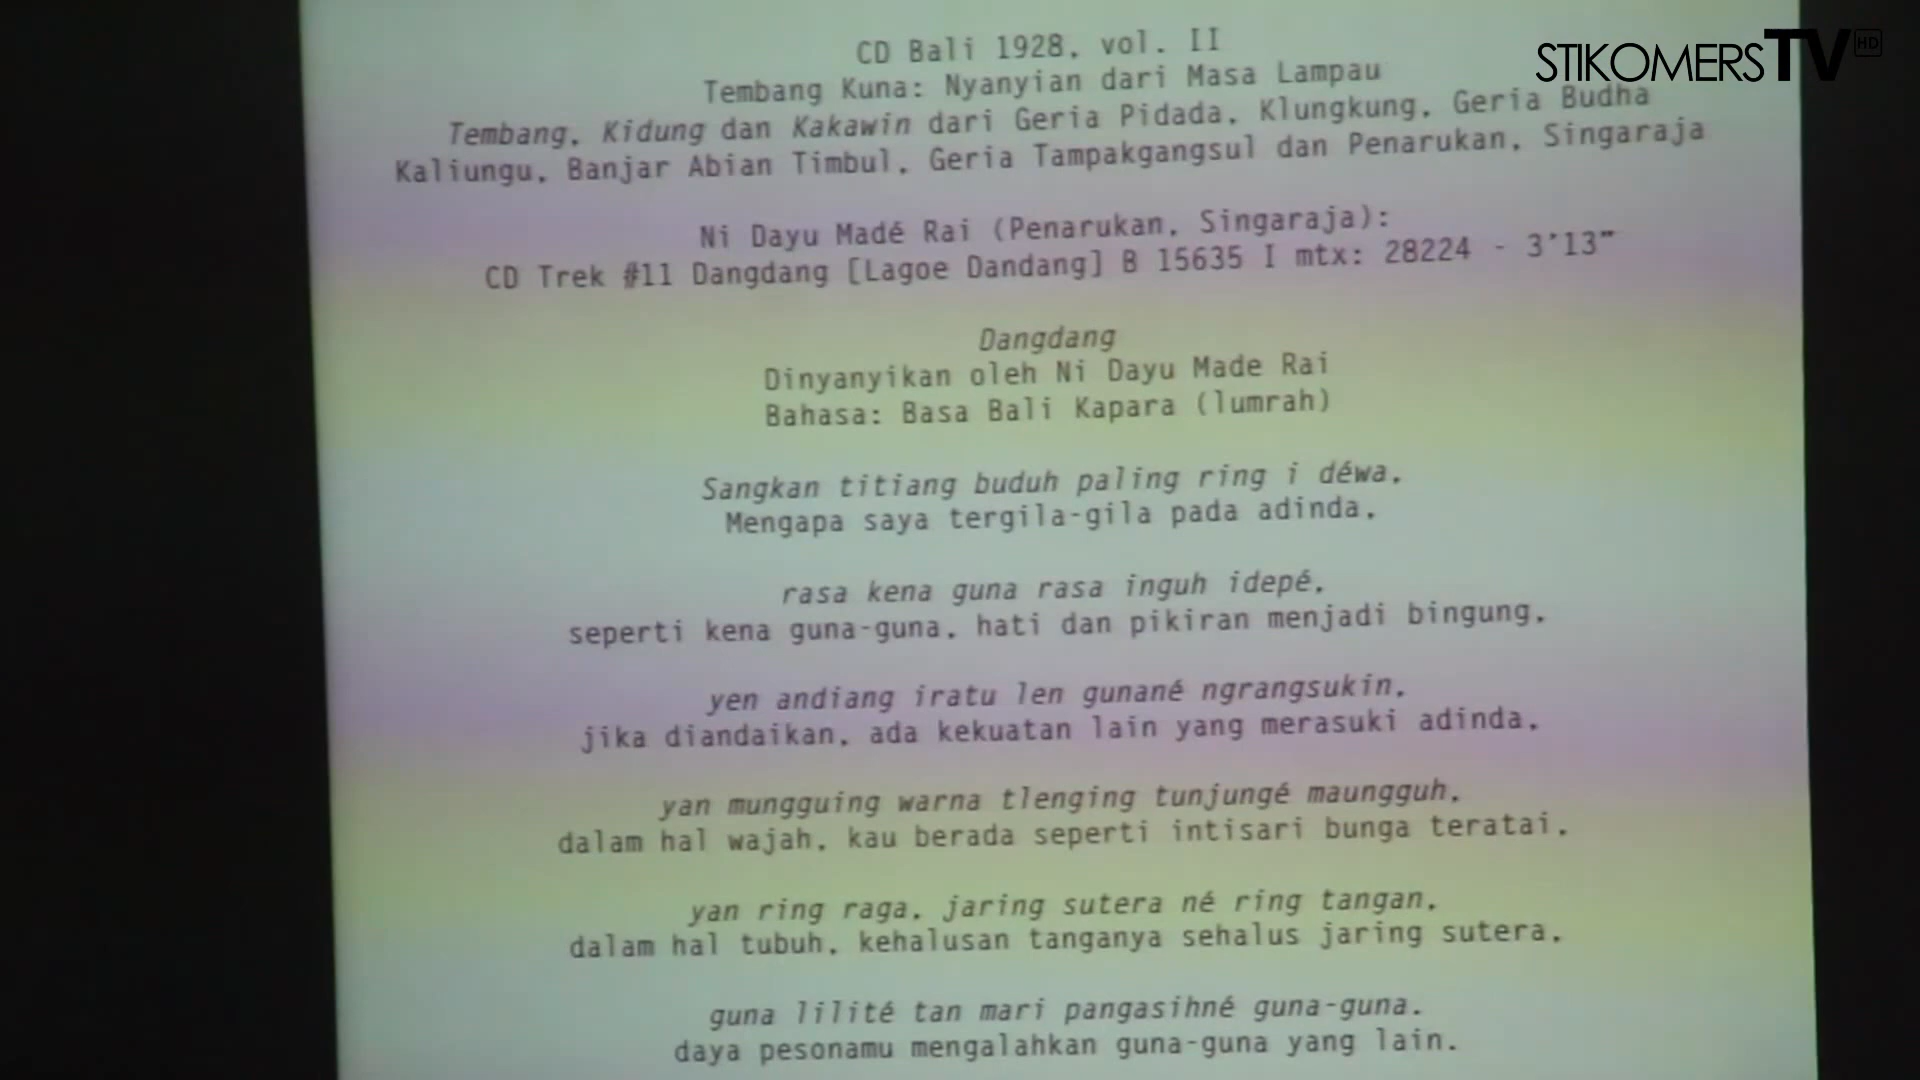 CD Bali 1928, vol. II
STIKOMERSTV HD
Tembang Kuna: Nyanyian dari Masa Lampau
Tembang, Kidung dan Kakawin dari Geria Pidada, Klungkung, Geria Budha
Kaliungu, Banjar Abian Timbul, Geria Tampakgangsul dan Penarukan, Singaraja
Ni Dayu Madé Rai (Penarukan, Singaraja):
CD Trek #11 Dangdang [Lagoe Dandang] B 15635 I mtx: 28224 - 3'13"
Dangdang
Dinyanyikan oleh Ni Dayu Made Rai
Bahasa: Basa Bali Kapara (lumrah)
Sangkan titiang buduh paling ring i déwa,
Mengapa saya tergila-gila pada adinda,
rasa kena guna rasa inguh idepé,
seperti kena guna-guna, hati dan pikiran menjadi bingung,
yen andiang iratu len gunané ngrangsukin,
jika diandaikan, ada kekuatan lain yang merasuki adinda,
yan mungguing warna tlenging tunjungé maungguh,
dalam hal wajah, kau berada seperti intisari bunga teratai,
yan ring raga, jaring sutera né ring tangan,
dalam hal tubuh, kehalusan tanganya sehalus jaring sutera,
guna lilité tan mari pangasihné guna-guna.
daya pesonamu mengalahkan guna-guna yang lain.